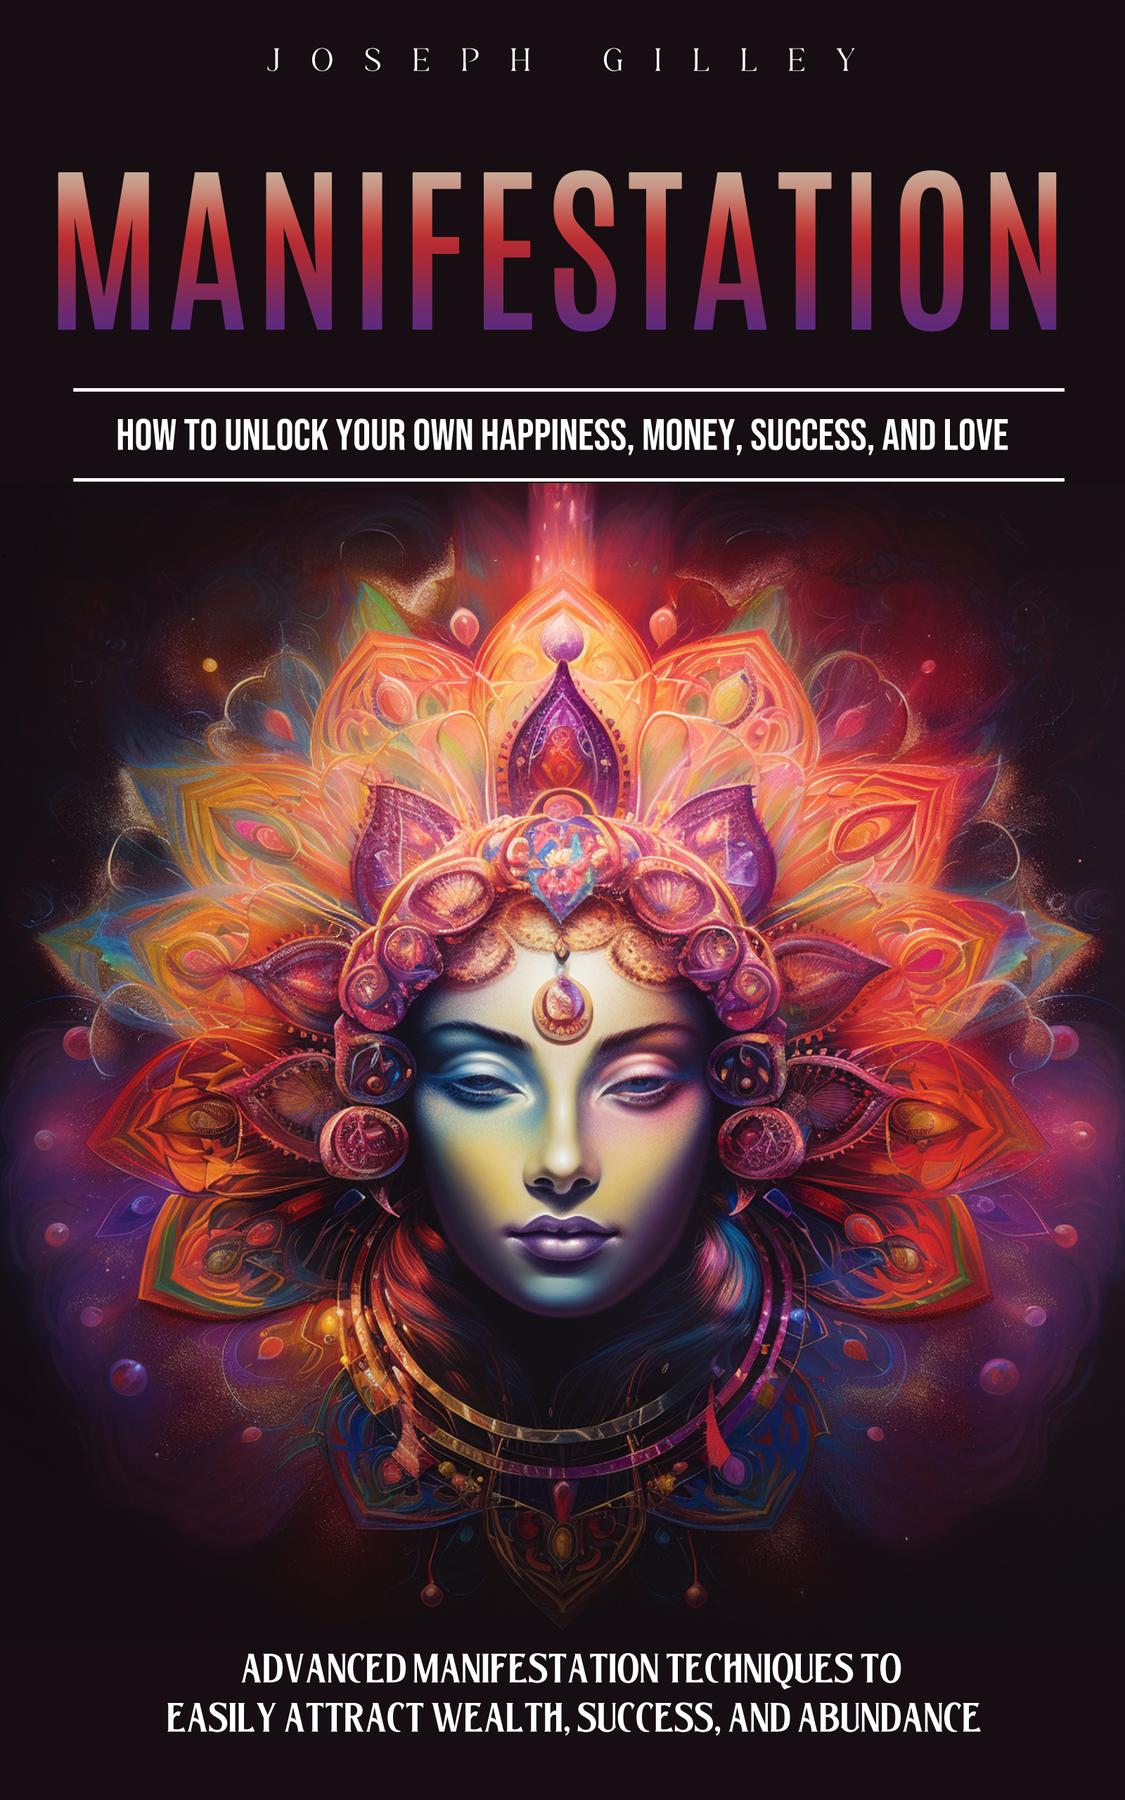 JOSEPH GILLEY
MANIFESTATION
HOW TO UNLOCK YOUR OWN HAPPINESS, MONEY, SUCCESS, AND LOVE
ADVANCED MANIFESTATION TECHNIQUES TO
EASILY ATTRACT WEALTH, SUCCESS, AND ABUNDANCE